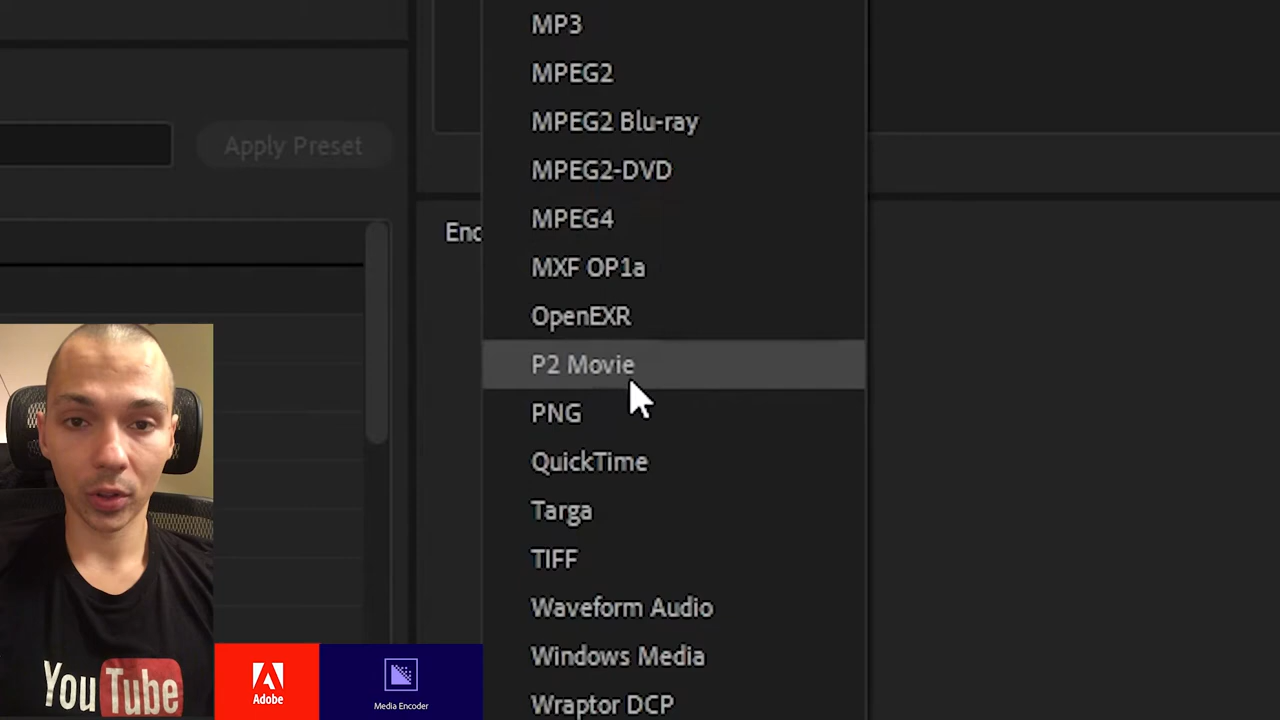 MP3
MPEG2
MPEG2 Blu-ray
Apply Preset
MPEG2-DVD
MPEG4
Enc
MXF OP1a
OpenEXR
P2 Movie
PNG
QuickTime
Targa
TIFF
Waveform Audio
Windows Media
Wraptor DCP
YouTube
Adobe
Media Encoder